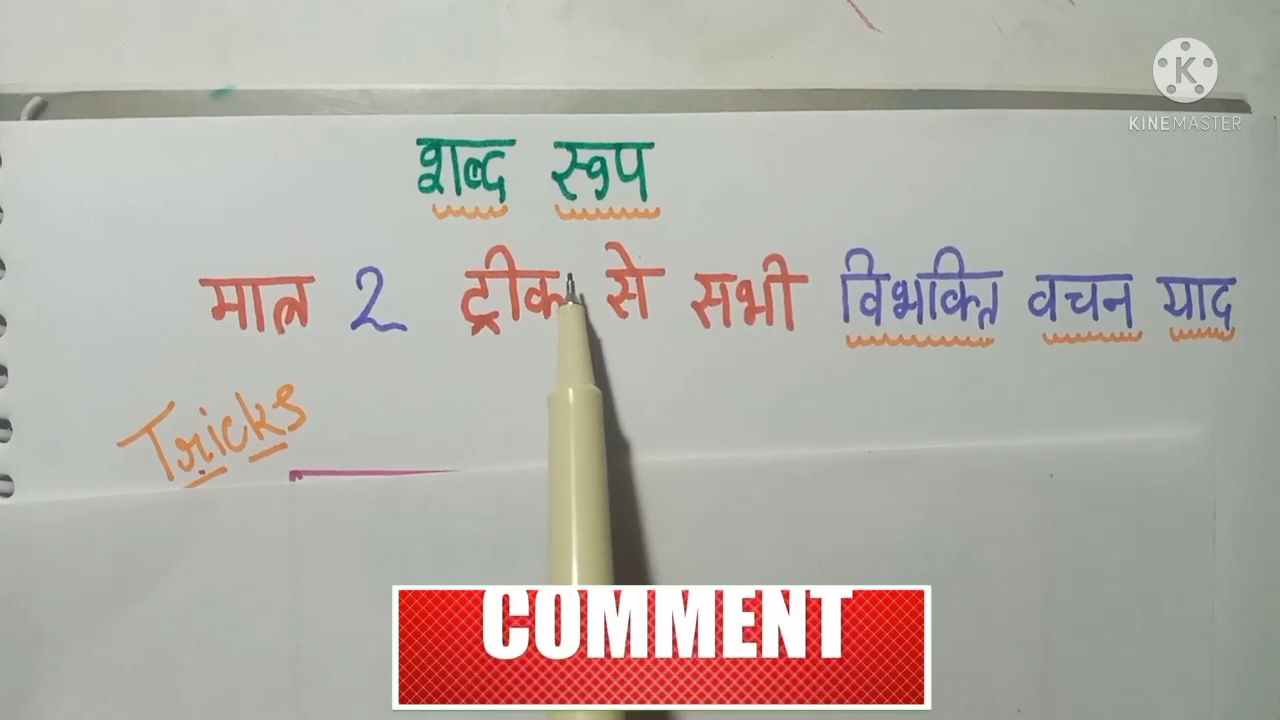 KINEMASTER
शब्द रूप
मात्र 2 ट्रीक से सभी विभक्ति वचन याद
Tricks
COMMENT